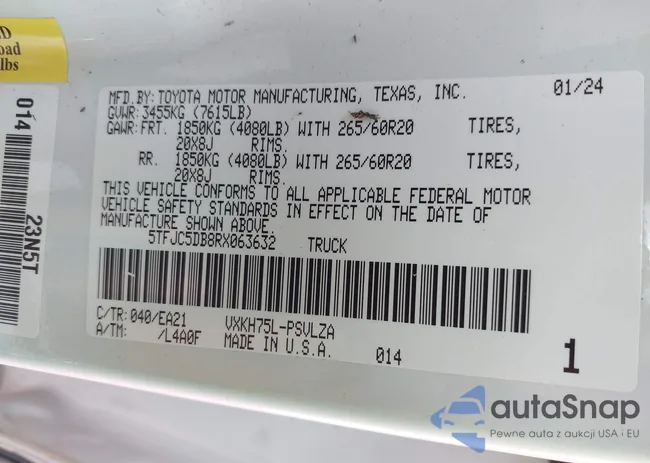 D
oad
lbs
014 23N5T
MFD.BY: TOYOTA MOTOR MANUFACTURING, TEXAS, INC. 01/24
GVWR: 3455KG (7615LB)
GAWR: FRT. 1850KG (4080LB) WITH 265/60R20 TIRES,
20X8J RIMS.
RR. 1850KG (4080LB) WITH 265/60R20 TIRES,
20X8J RIMS.
THIS VEHICLE CONFORMS TO ALL APPLICABLE FEDERAL MOTOR
VEHICLE SAFETY STANDARDS IN EFFECT ON THE DATE OF
MANUFACTURE SHOWN ABOVE.
5TFJC5DB8RX063632 TRUCK
C/TR: 040/EA21 VXKH75L-PSVLZA
A/TM: /L4A0F MADE IN U.S.A. 014 1
autaSnap
Pewne auta z aukcji USA i EU